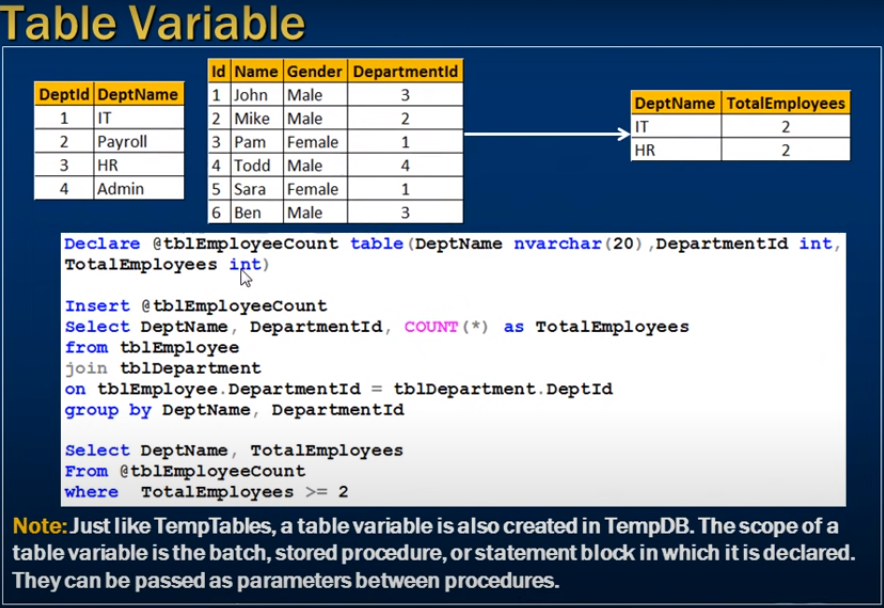 Table Variable
DeptId DeptName
1 IT
2 Payroll
3 HR
4 Admin
Id Name Gender DepartmentId
1 John Male 3
2 Mike Male 2
3 Pam Female 1
4 Todd Male 4
5 Sara Female 1
6 Ben Male 3
DeptName TotalEmployees
IT 2
HR 2
Declare @tblEmployeeCount table(DeptName nvarchar(20),DepartmentId int,
TotalEmployees int)
Insert @tblEmployeeCount
Select DeptName, DepartmentId, COUNT(*) as TotalEmployees
from tblEmployee
join tblDepartment
on tblEmployee.DepartmentId = tblDepartment.DeptId
group by DeptName, DepartmentId
Select DeptName, TotalEmployees
From @tblEmployeeCount
where  TotalEmployees >= 2
Note: Just like TempTables, a table variable is also created in TempDB. The scope of a
table variable is the batch, stored procedure, or statement block in which it is declared.
They can be passed as parameters between procedures.